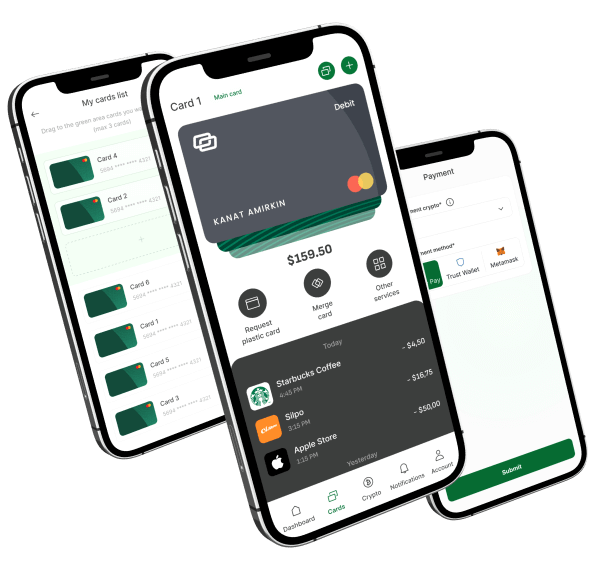 My cards list
Drag to the green area cards you
(max 3 cards)
Card 4
5694 **** **** 4321
Card 2
5694 **** **** 4321
Card 6
5694 **** **** 4321
Card 1
5694 **** **** 4321
Card 5
5694 **** **** 4321
Card 3
5694 **** **** 4321
Card 1
Main card
Debit
KANAT AMIRKIN
$159.50
Request
plastic card
Merge
card
Other
services
Today
Starbucks Coffee
4:45 PM
- $4,50
Silpo
3:15 PM
- $16,75
Apple Store
1:15 PM
- $50,00
Yesterday
Dashboard
Cards
Crypto
Notifications
Account
Payment
ment crypto*
ment method*
Pay
Trust Wallet
Metamask
Submit